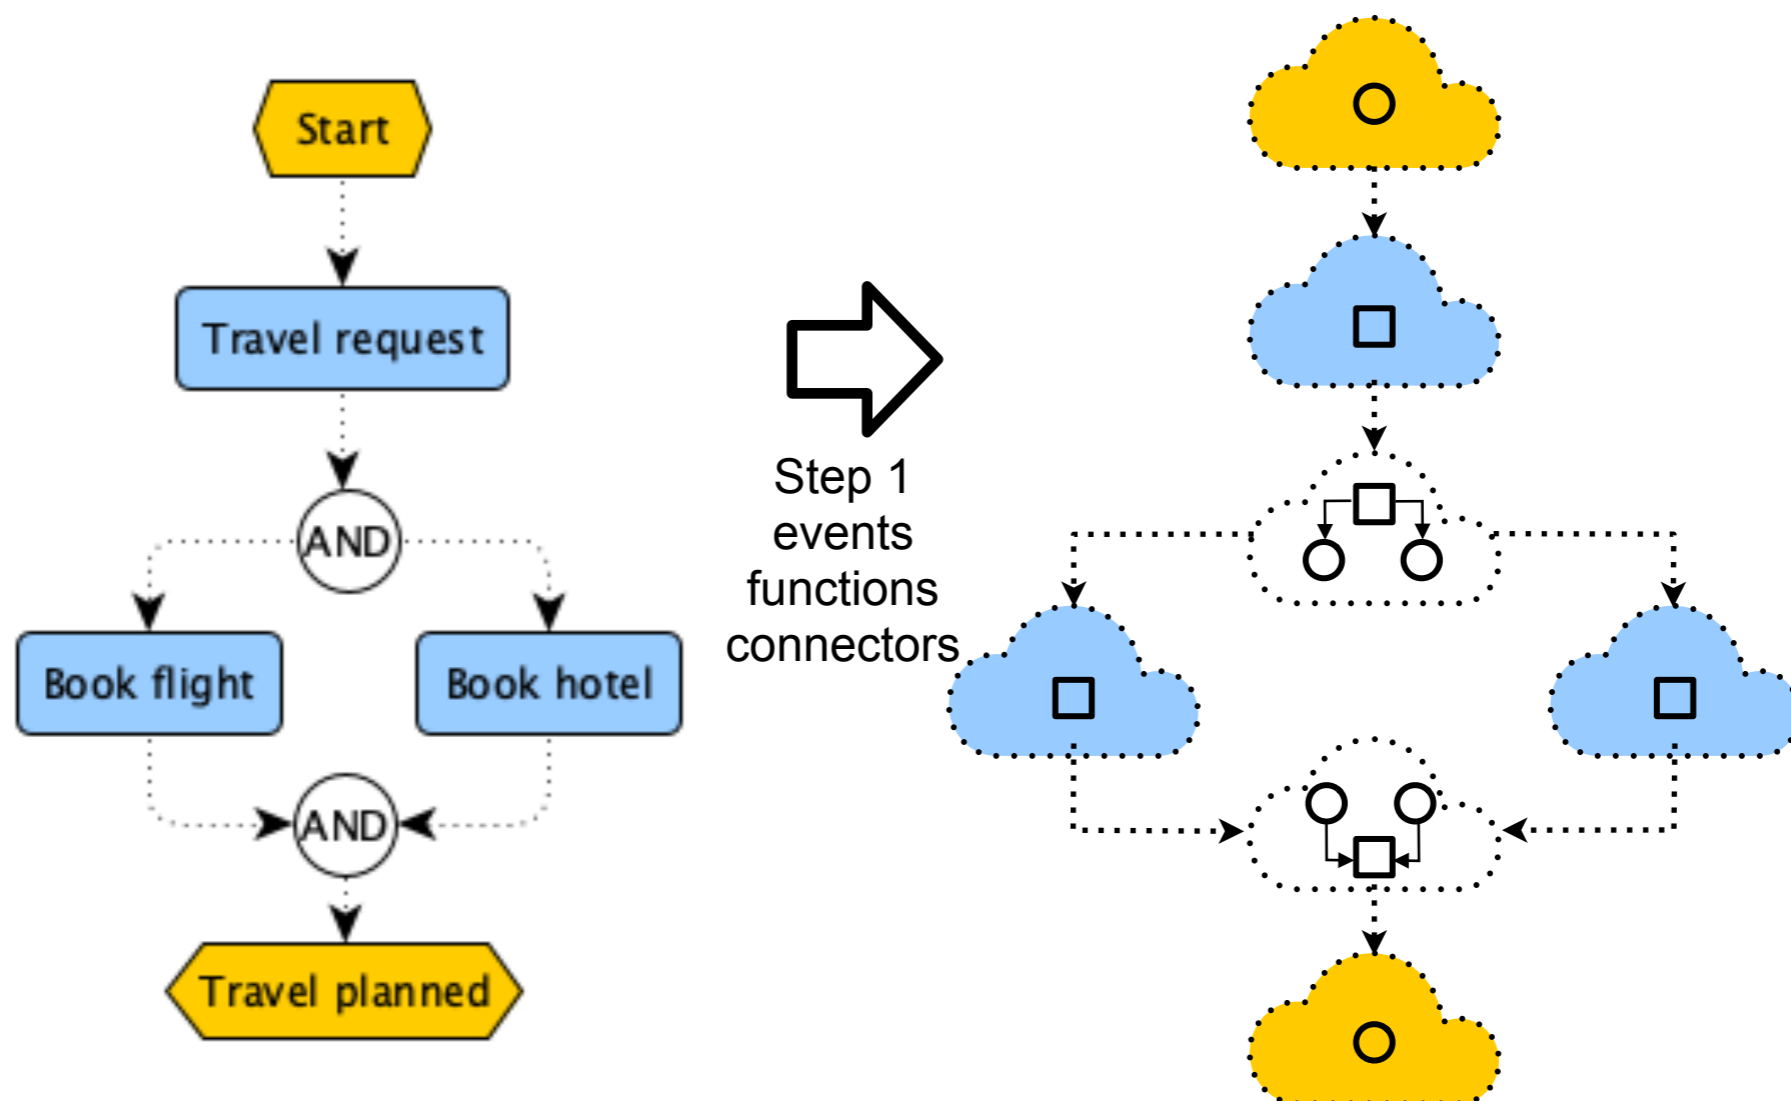 Start
Travel request
AND
Book flight
Book hotel
AND
Travel planned
Step 1
events
functions
connectors